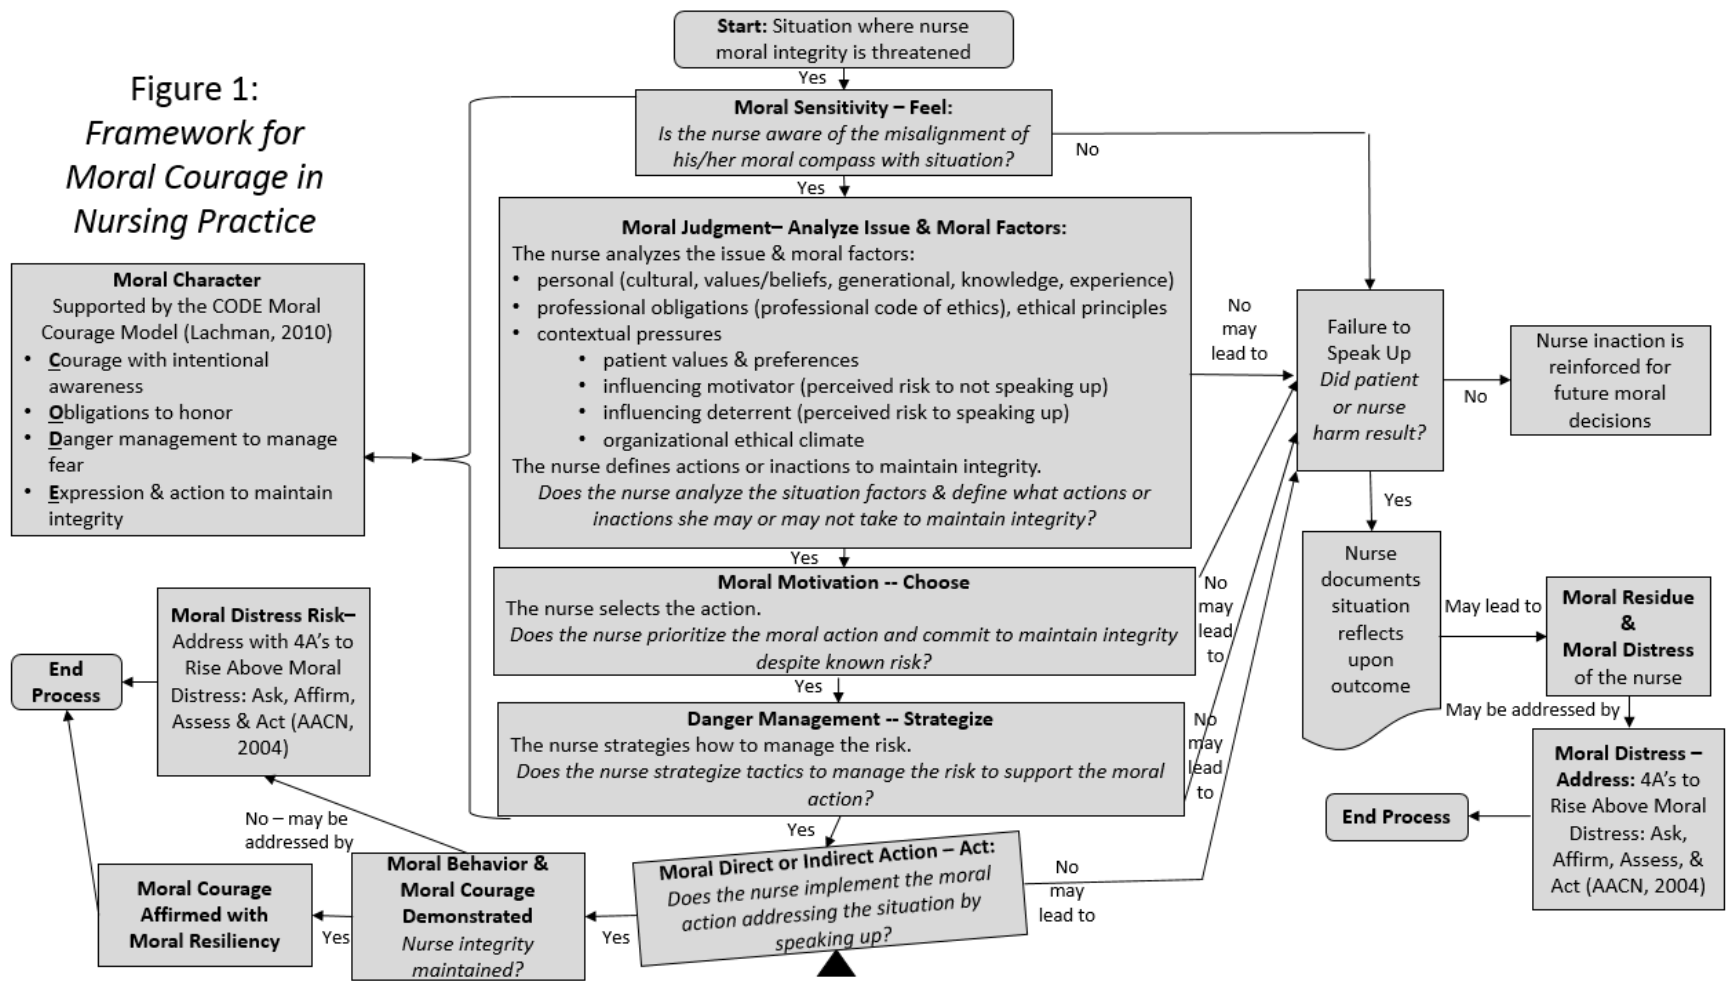 Start: Situation where nurse
moral integrity is threatened
Yes
Figure 1:
Framework for
Moral Courage in
Nursing Practice
Moral Sensitivity – Feel:
Is the nurse aware of the misalignment of
his/her moral compass with situation?
No
Yes
Moral Judgment– Analyze Issue & Moral Factors:
The nurse analyzes the issue & moral factors:
• personal (cultural, values/beliefs, generational, knowledge, experience)
• professional obligations (professional code of ethics), ethical principles
• contextual pressures
• patient values & preferences
• influencing motivator (perceived risk to not speaking up)
• influencing deterrent (perceived risk to speaking up)
• organizational ethical climate
The nurse defines actions or inactions to maintain integrity.
Does the nurse analyze the situation factors & define what actions or
inactions she may or may not take to maintain integrity?
Moral Character
Supported by the CODE Moral
Courage Model (Lachman, 2010)
• Courage with intentional
awareness
• Obligations to honor
• Danger management to manage
fear
• Expression & action to maintain
integrity
No
may
lead to
Failure to
Speak Up
Did patient
or nurse
harm result?
No
Nurse inaction is
reinforced for
future moral
decisions
Yes
Yes
Moral Motivation -- Choose
The nurse selects the action.
Does the nurse prioritize the moral action and commit to maintain integrity
despite known risk?
No
may
lead
to
Yes
Danger Management -- Strategize
The nurse strategies how to manage the risk.
Does the nurse strategize tactics to manage the risk to support the moral
action?
No
may
lead
to
Yes
Moral Direct or Indirect Action – Act:
Does the nurse implement the moral
action addressing the situation by
speaking up?
No
may
lead to
Yes
Moral Behavior &
Moral Courage
Demonstrated
Nurse integrity
maintained?
No – may be
addressed by
Moral Distress Risk–
Address with 4A's to
Rise Above Moral
Distress: Ask, Affirm,
Assess & Act (AACN,
2004)
End
Process
Yes
Moral Courage
Affirmed with
Moral Resiliency
Nurse
documents
situation
reflects
upon
outcome
May lead to
Moral Residue
&
Moral Distress
of the nurse
May be addressed by
Moral Distress –
Address: 4A's to
Rise Above Moral
Distress: Ask,
Affirm, Assess, &
Act (AACN, 2004)
End Process